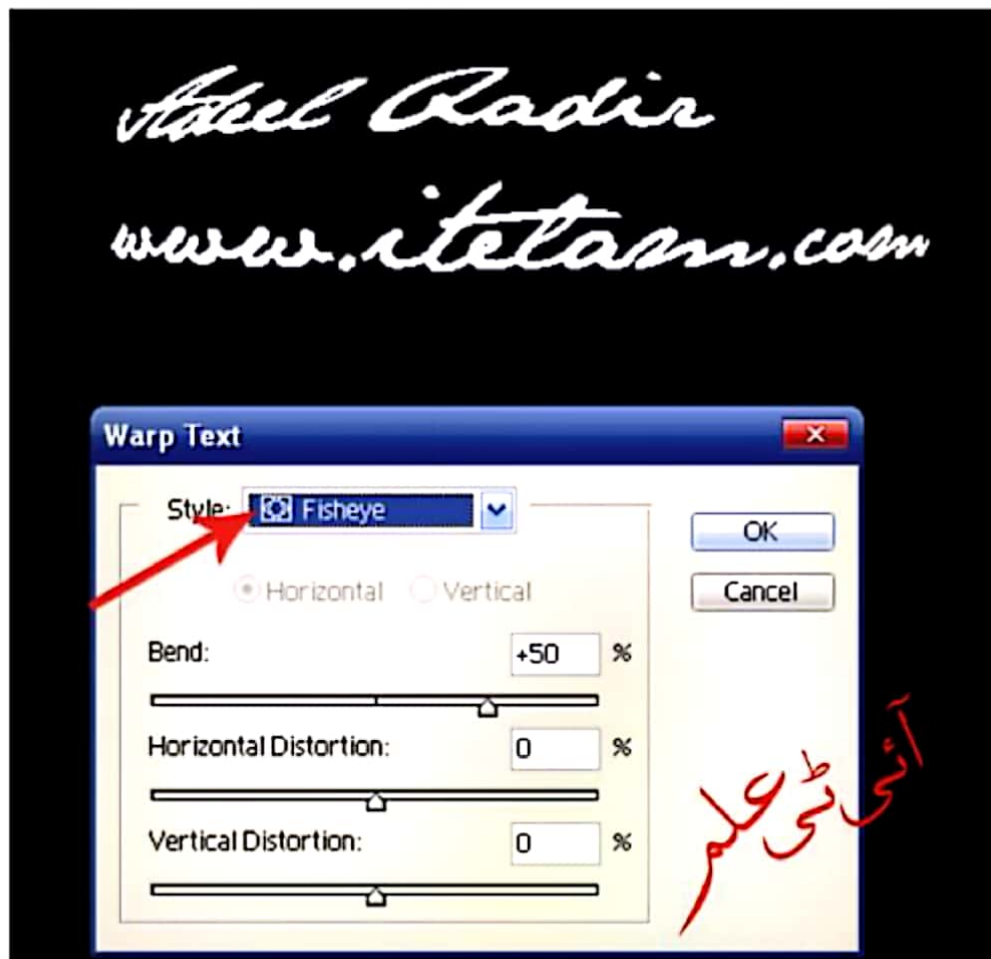 Adeel Qadir
www.itelam.com
Warp Text
Style: Fisheye
OK
Horizontal Vertical
Cancel
Bend: +50 %
Horizontal Distortion: 0 %
Vertical Distortion: 0 %
آئی ٹی علم